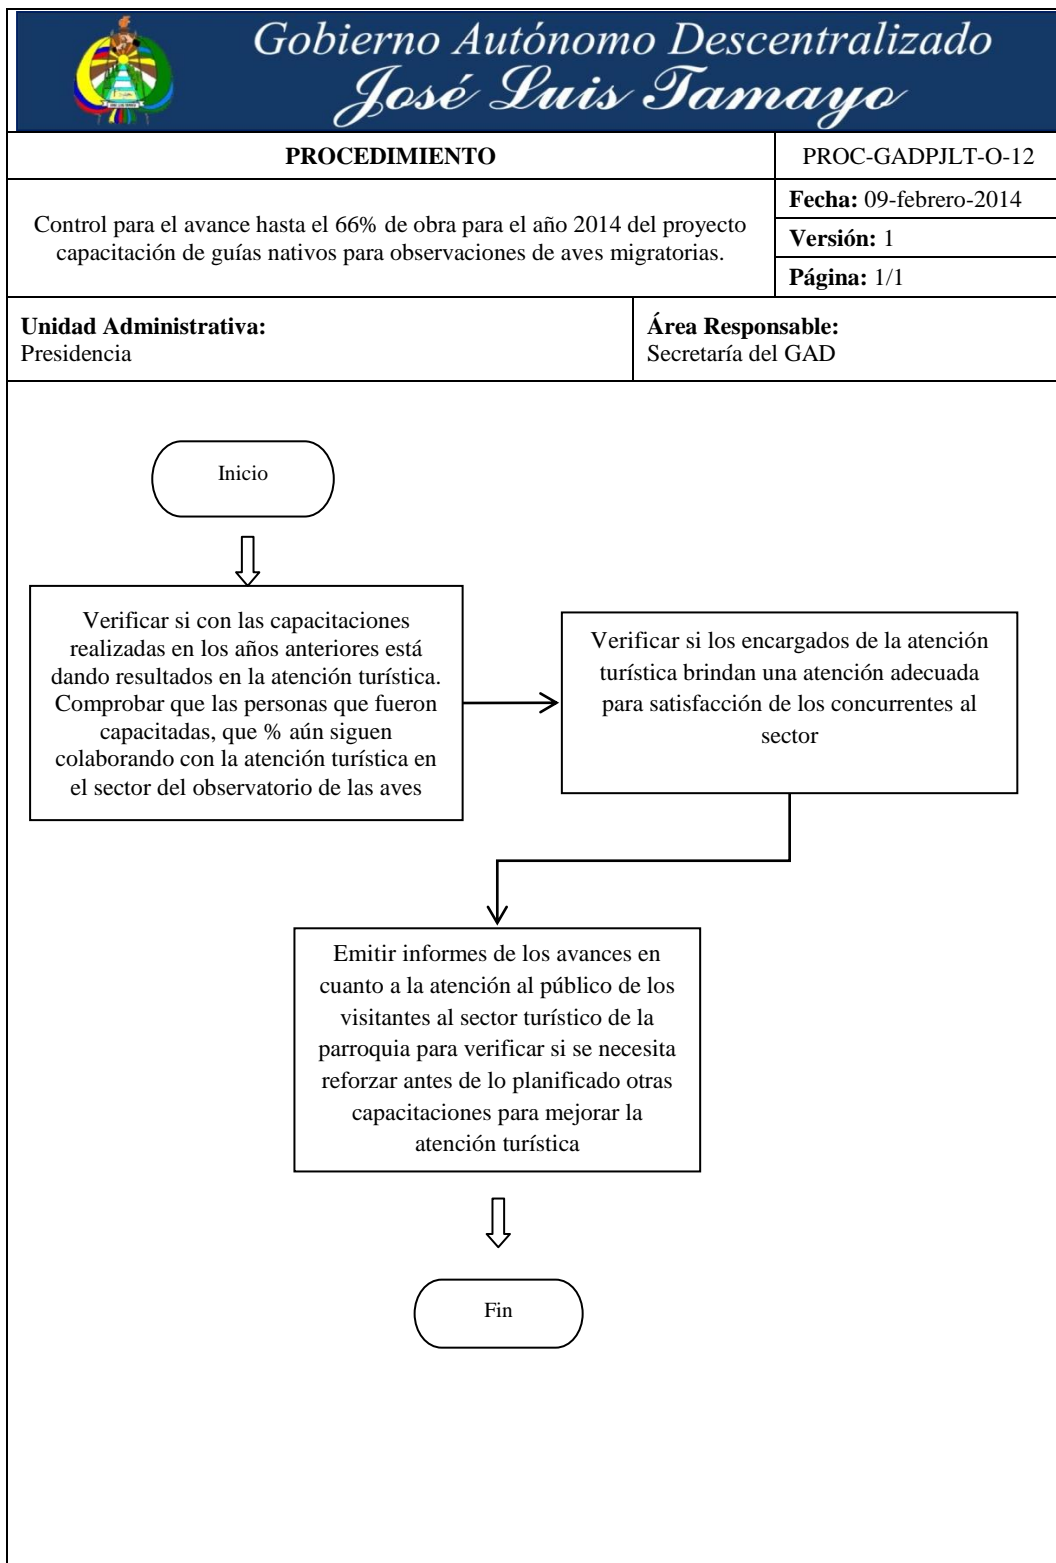 Gobierno Autónomo Descentralizado
José Luis Tamayo
PROCEDIMIENTO
PROC-GADPJLT-O-12
Control para el avance hasta el 66% de obra para el año 2014 del proyecto
capacitación de guías nativos para observaciones de aves migratorias.
Fecha: 09-febrero-2014
Versión: 1
Página: 1/1
Unidad Administrativa:
Presidencia
Área Responsable:
Secretaría del GAD
Inicio
Verificar si con las capacitaciones
realizadas en los años anteriores está
dando resultados en la atención turística.
Comprobar que las personas que fueron
capacitadas, que % aún siguen
colaborando con la atención turística en
el sector del observatorio de las aves
Verificar si los encargados de la atención
turística brindan una atención adecuada
para satisfacción de los concurrentes al
sector
Emitir informes de los avances en
cuanto a la atención al público de los
visitantes al sector turístico de la
parroquia para verificar si se necesita
reforzar antes de lo planificado otras
capacitaciones para mejorar la
atención turística
Fin